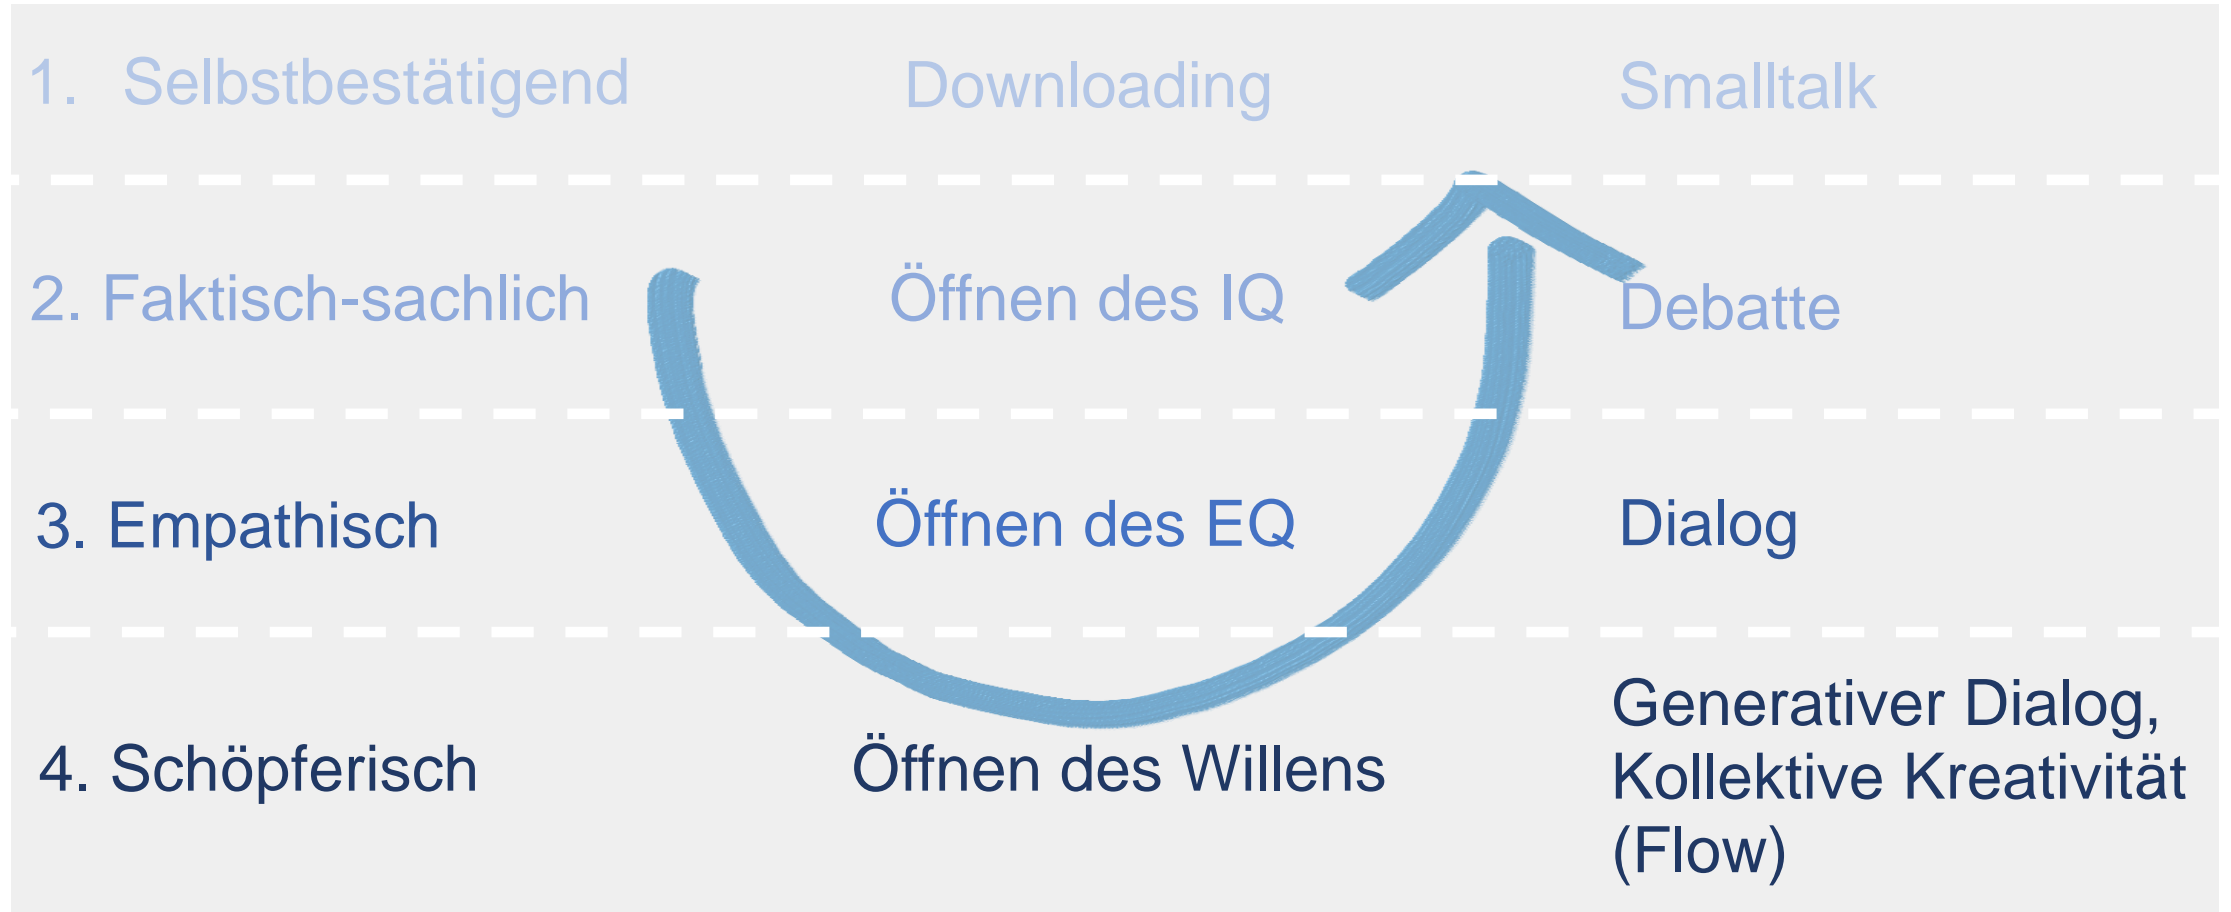 1. Selbstbestätigend Downloading Smalltalk
2. Faktisch-sachlich Öffnen des IQ Debatte
3. Empathisch Öffnen des EQ Dialog
4. Schöpferisch Öffnen des Willens
Generativer Dialog,
Kollektive Kreativität
(Flow)